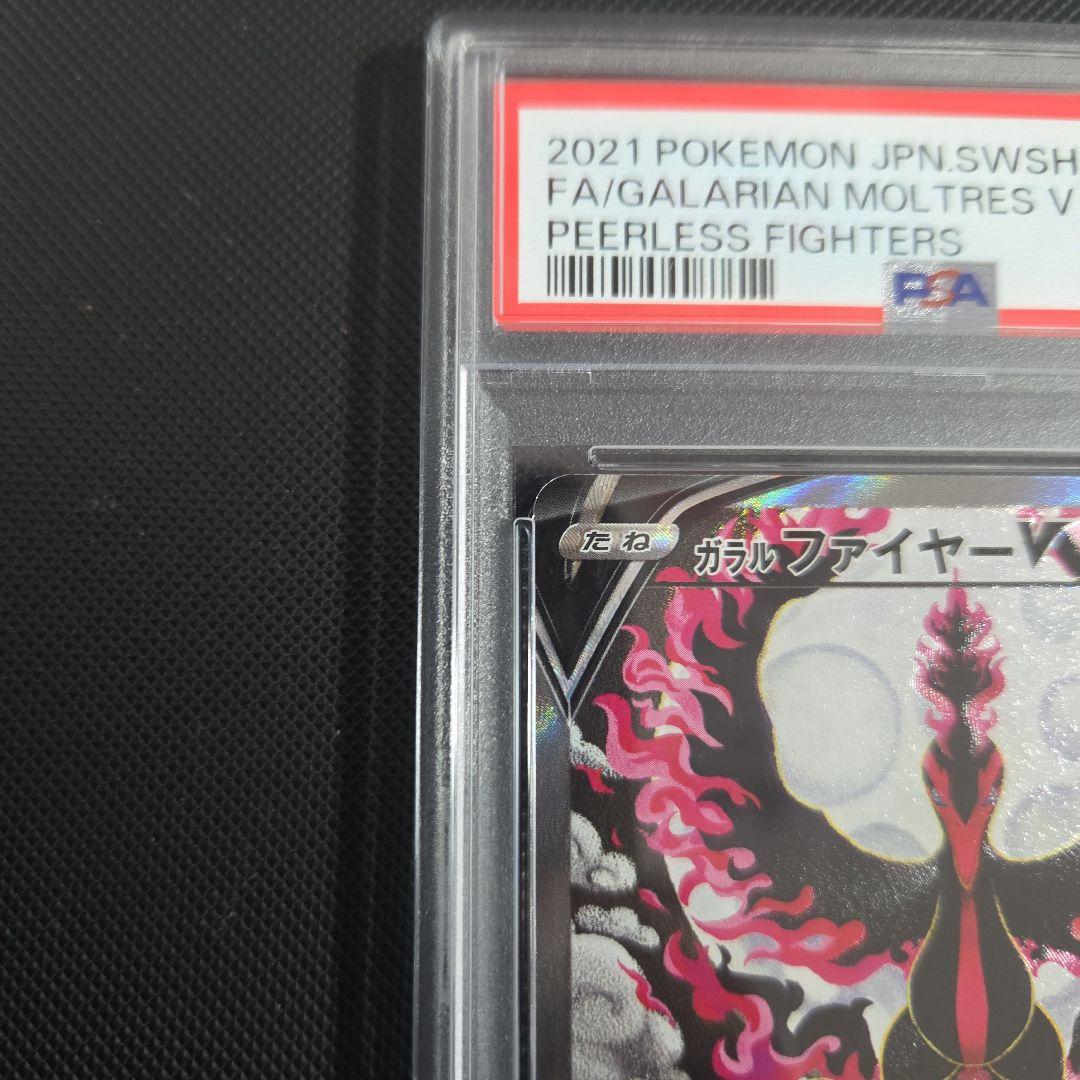 2021 POKEMON JPN.SWSH
FA/GALARIAN MOLTRES V
PEERLESS FIGHTERS
PSA
たね
ガラル ファイヤーV